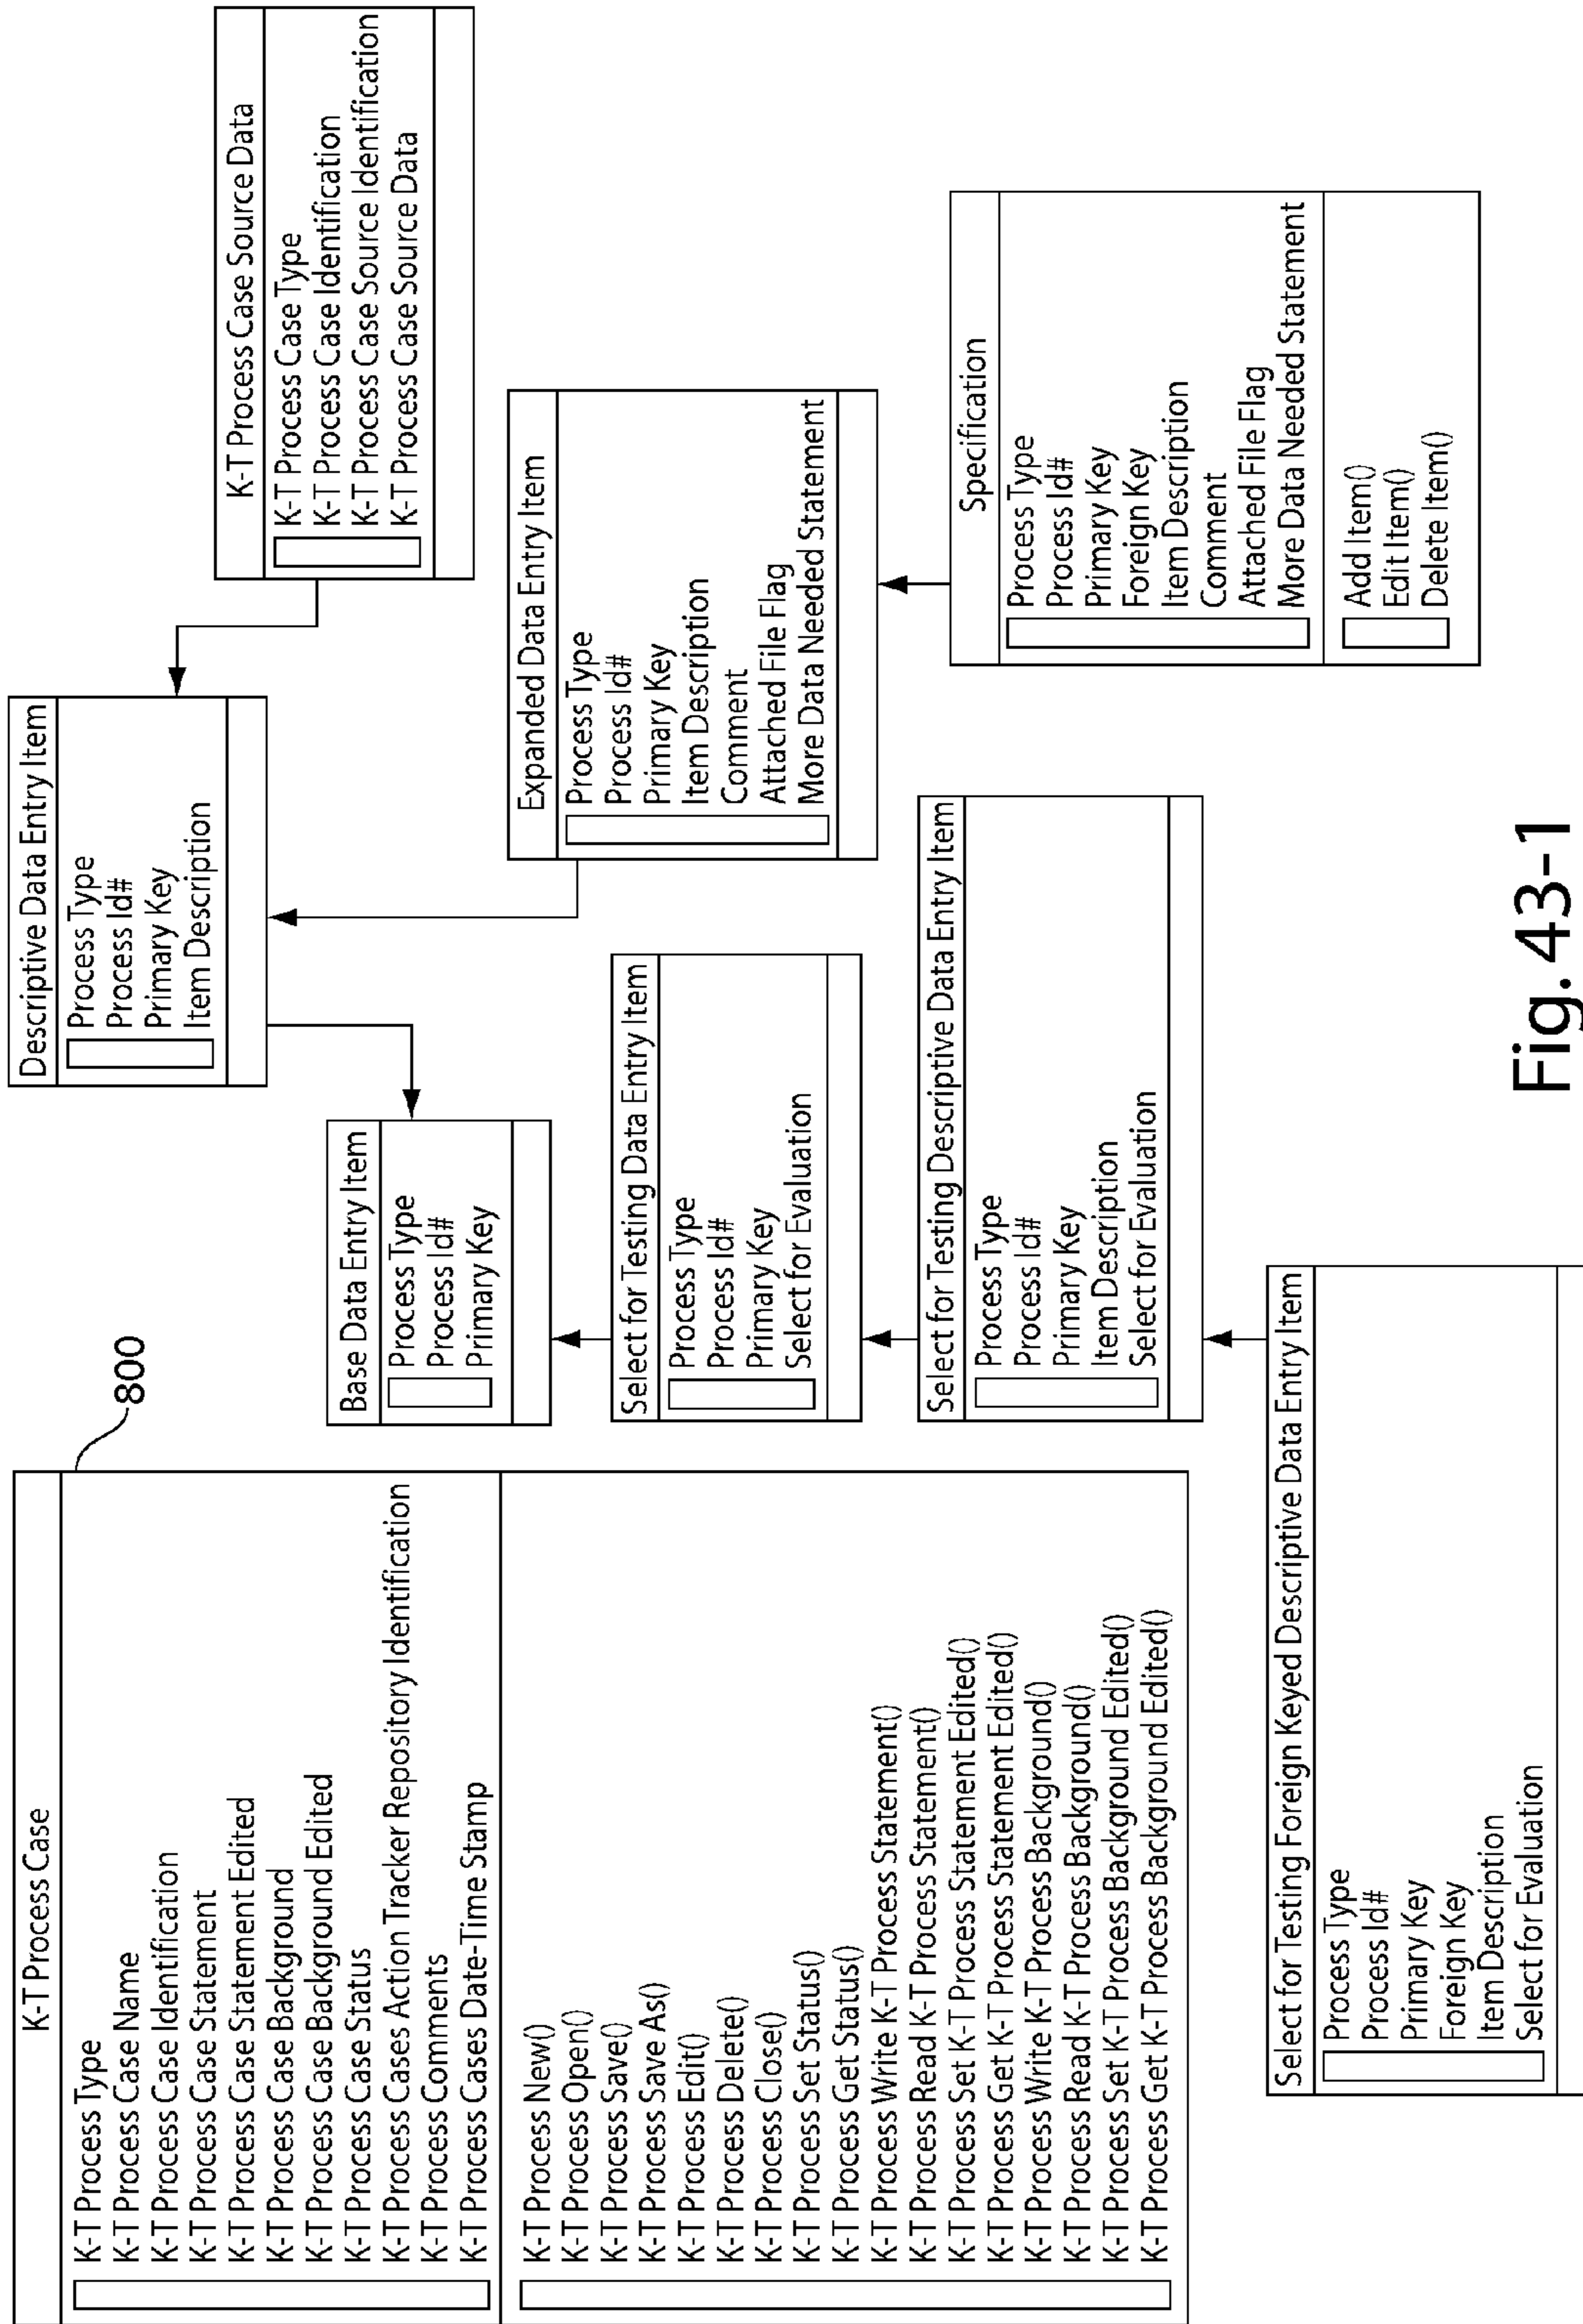 K-T Process Case
K-T Process Type
K-T Process Case Name
K-T Process Case Identification
K-T Process Case Statement
K-T Process Case Statement Edited
K-T Process Case Background
K-T Process Case Background Edited
K-T Process Case Status
K-T Process Cases Action Tracker Repository Identification
K-T Process Comments
K-T Process Cases Date-Time Stamp
K-T Process New()
K-T Process Open()
K-T Process Save()
K-T Process Save As()
K-T Process Edit()
K-T Process Delete()
K-T Process Close()
K-T Process Set Status()
K-T Process Get Status()
K-T Process Write K-T Process Statement()
K-T Process Read K-T Process Statement()
K-T Process Set K-T Process Statement Edited()
K-T Process Get K-T Process Statement Edited()
K-T Process Write K-T Process Background()
K-T Process Read K-T Process Background()
K-T Process Set K-T Process Background Edited()
K-T Process Get K-T Process Background Edited()
800
Descriptive Data Entry Item
Process Type
Process Id#
Primary Key
Item Description
K-T Process Case Source Data
K-T Process Case Type
K-T Process Case Identification
K-T Process Case Source Identification
K-T Process Case Source Data
Base Data Entry Item
Process Type
Process Id#
Primary Key
Expanded Data Entry Item
Process Type
Process Id#
Primary Key
Item Description
Comment
Attached File Flag
More Data Needed Statement
Select for Testing Data Entry Item
Process Type
Process Id#
Primary Key
Select for Evaluation
Select for Testing Descriptive Data Entry Item
Process Type
Process Id#
Primary Key
Item Description
Select for Evaluation
Specification
Process Type
Process Id#
Primary Key
Foreign Key
Item Description
Comment
Attached File Flag
More Data Needed Statement
Add Item()
Edit Item()
Delete Item()
Select for Testing Foreign Keyed Descriptive Data Entry Item
Process Type
Process Id#
Primary Key
Foreign Key
Item Description
Select for Evaluation
Fig. 43-1